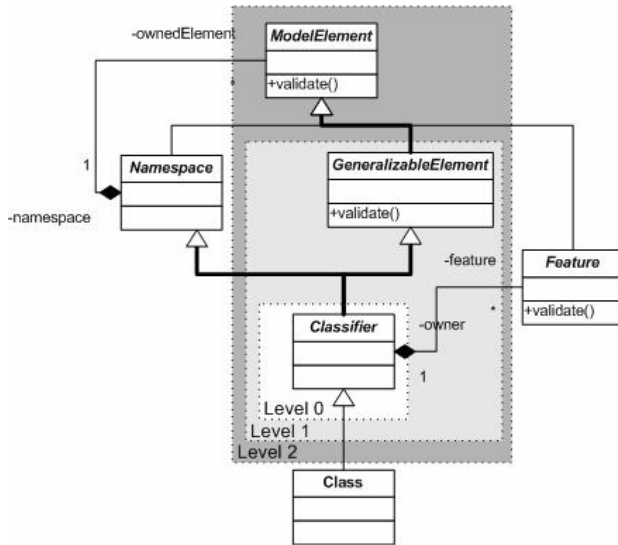 -ownedElement
ModelElement
+validate()
*
1
Namespace
GeneralizableElement
+validate()
-namespace
-feature
Feature
*
+validate()
Classifier
-owner
1
Level 0
Level 1
Level 2
Class